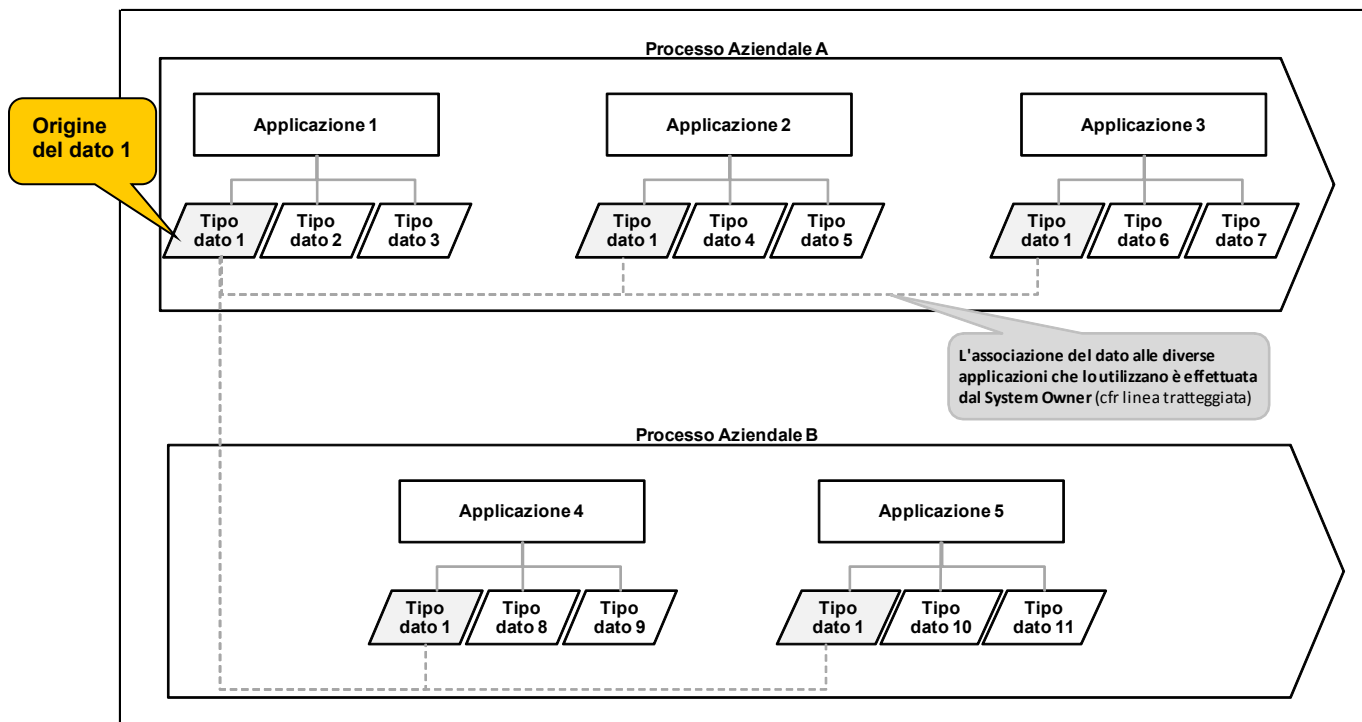 Processo Aziendale A
Origine
del dato 1
Applicazione 1
Applicazione 2
Applicazione 3
Tipo
dato 1
Tipo
dato 2
Tipo
dato 3
Tipo
dato 1
Tipo
dato 4
Tipo
dato 5
Tipo
dato 1
Tipo
dato 6
Tipo
dato 7
L'associazione del dato alle diverse
applicazioni che lo utilizzano è effettuata
dal System Owner (cfr linea tratteggiata)
Processo Aziendale B
Applicazione 4
Applicazione 5
Tipo
dato 1
Tipo
dato 8
Tipo
dato 9
Tipo
dato 1
Tipo
dato 10
Tipo
dato 11